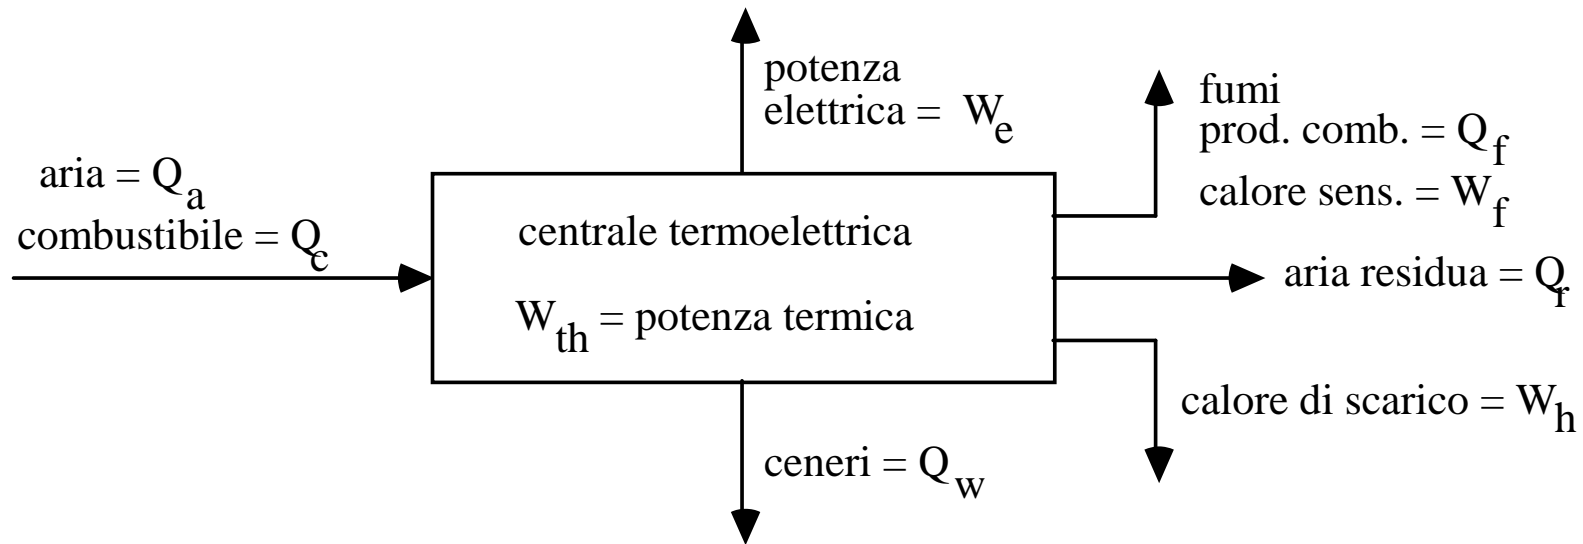 potenza
elettrica = W_e
fumi
prod. comb. = Q_f
calore sens. = W_f
aria = Q_a
combustibile = Q_c
centrale termoelettrica
W_th = potenza termica
aria residua = Q_r
calore di scarico = W_h
ceneri = Q_w